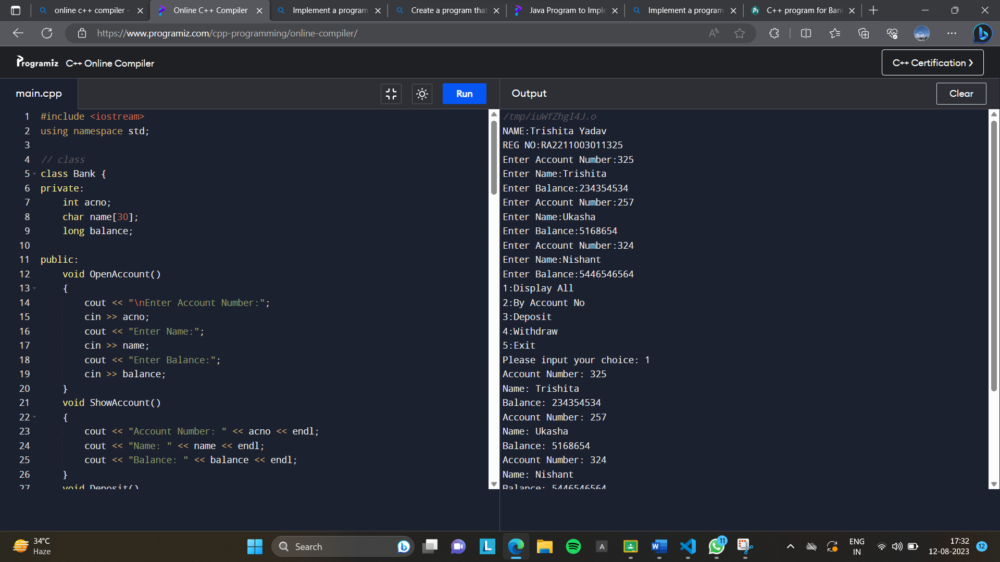 online c++ compiler -
Online C++ Compiler
Implement a program
Create a program that
Java Program to Imple
Implement a program
C++ program for Ban
https://www.programiz.com/cpp-programming/online-compiler/
Programiz C++ Online Compiler
C++ Certification >
main.cpp
Run
Output
Clear
1 #include <iostream>
2 using namespace std;
3
4 // class
5 class Bank {
6 private:
7 int acno;
8 char name[30];
9 long balance;
10
11 public:
12 void OpenAccount()
13 {
14 cout << "\nEnter Account Number:";
15 cin >> acno;
16 cout << "Enter Name:";
17 cin >> name;
18 cout << "Enter Balance:";
19 cin >> balance;
20 }
21 void ShowAccount()
22 {
23 cout << "Account Number: " << acno << endl;
24 cout << "Name: " << name << endl;
25 cout << "Balance: " << balance << endl;
26 }
27 void Deposit()
/tmp/iuWfZhgI4J.o
NAME:Trishita Yadav
REG NO:RA2211003011325
Enter Account Number:325
Enter Name:Trishita
Enter Balance:234354534
Enter Account Number:257
Enter Name:Ukasha
Enter Balance:5168654
Enter Account Number:324
Enter Name:Nishant
Enter Balance:5446546564
1:Display All
2:By Account No
3:Deposit
4:Withdraw
5:Exit
Please input your choice: 1
Account Number: 325
Name: Trishita
Balance: 234354534
Account Number: 257
Name: Ukasha
Balance: 5168654
Account Number: 324
Name: Nishant
Balance: 5446546564
34°C
Haze
Search
L
A
W
11
ENG
IN
17:32
12-08-2023
12